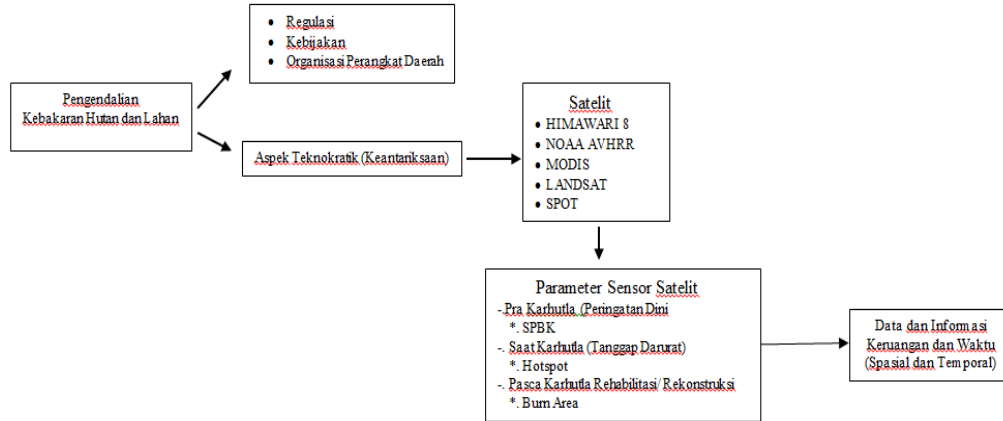 • Regulasi
• Kebijakan
• Organisasi Perangkat Daerah
Pengendalian
Kebakaran Hutan dan Lahan
Aspek Teknokratik (Keantariksaan)
Satelit
• HIMAWARI 8
• NOAA AVHRR
• MODIS
• LANDSAT
• SPOT
Parameter Sensor Satelit
-.Pra Karhutla (Peringatan Dini
*. SPBK
-. Saat Karhutla (Tanggap Darurat)
*. Hotspot
-. Pasca Karhutla Rehabilitasi/ Rekonstruksi
*. Burn Area
Data dan Informasi
Keruangan dan Waktu
(Spasial dan Temporal)